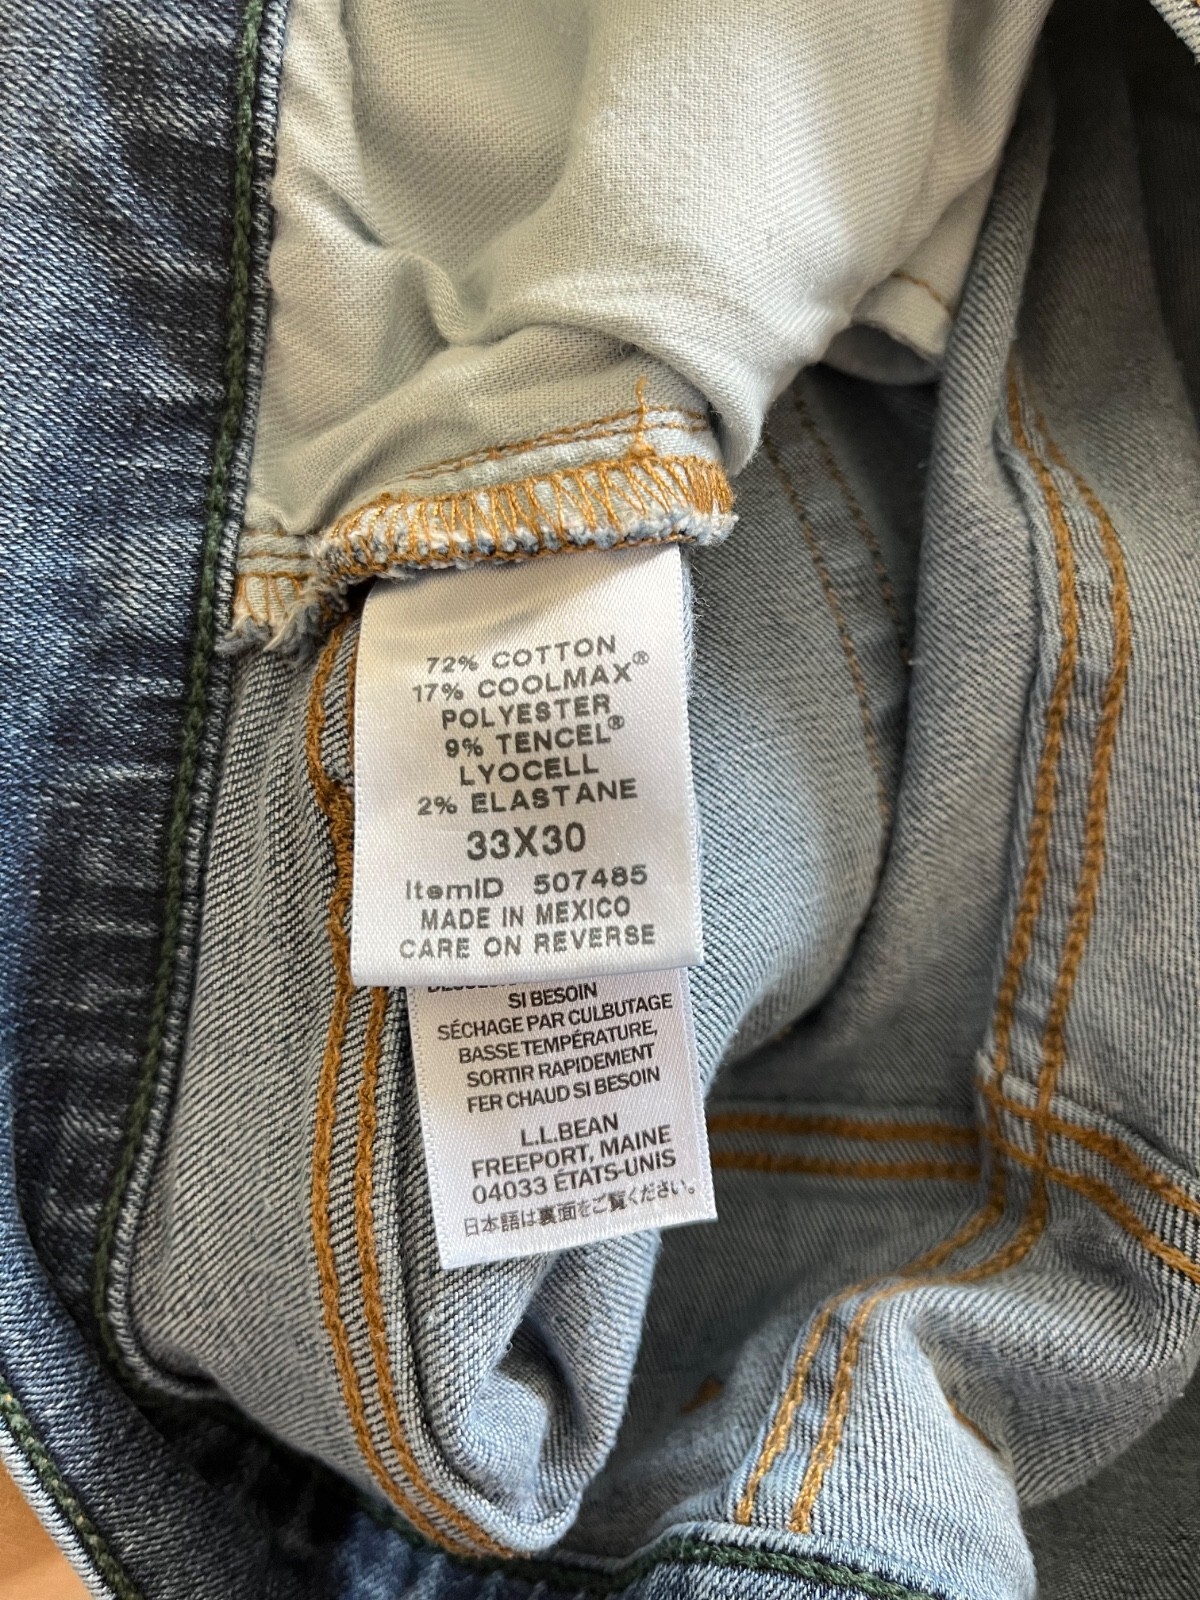 72% COTTON
17% COOLMAX®
POLYESTER
9% TENCEL®
LYOCELL
2% ELASTANE
33X30
ItemID 507485
MADE IN MEXICO
CARE ON REVERSE
SI BESOIN
SÉCHAGE PAR CULBUTAGE
BASSE TEMPÉRATURE,
SORTIR RAPIDEMENT
FER CHAUD SI BESOIN
L.L.BEAN
FREEPORT, MAINE
04033 ÉTATS-UNIS
日本語は裏面をご覧ください。